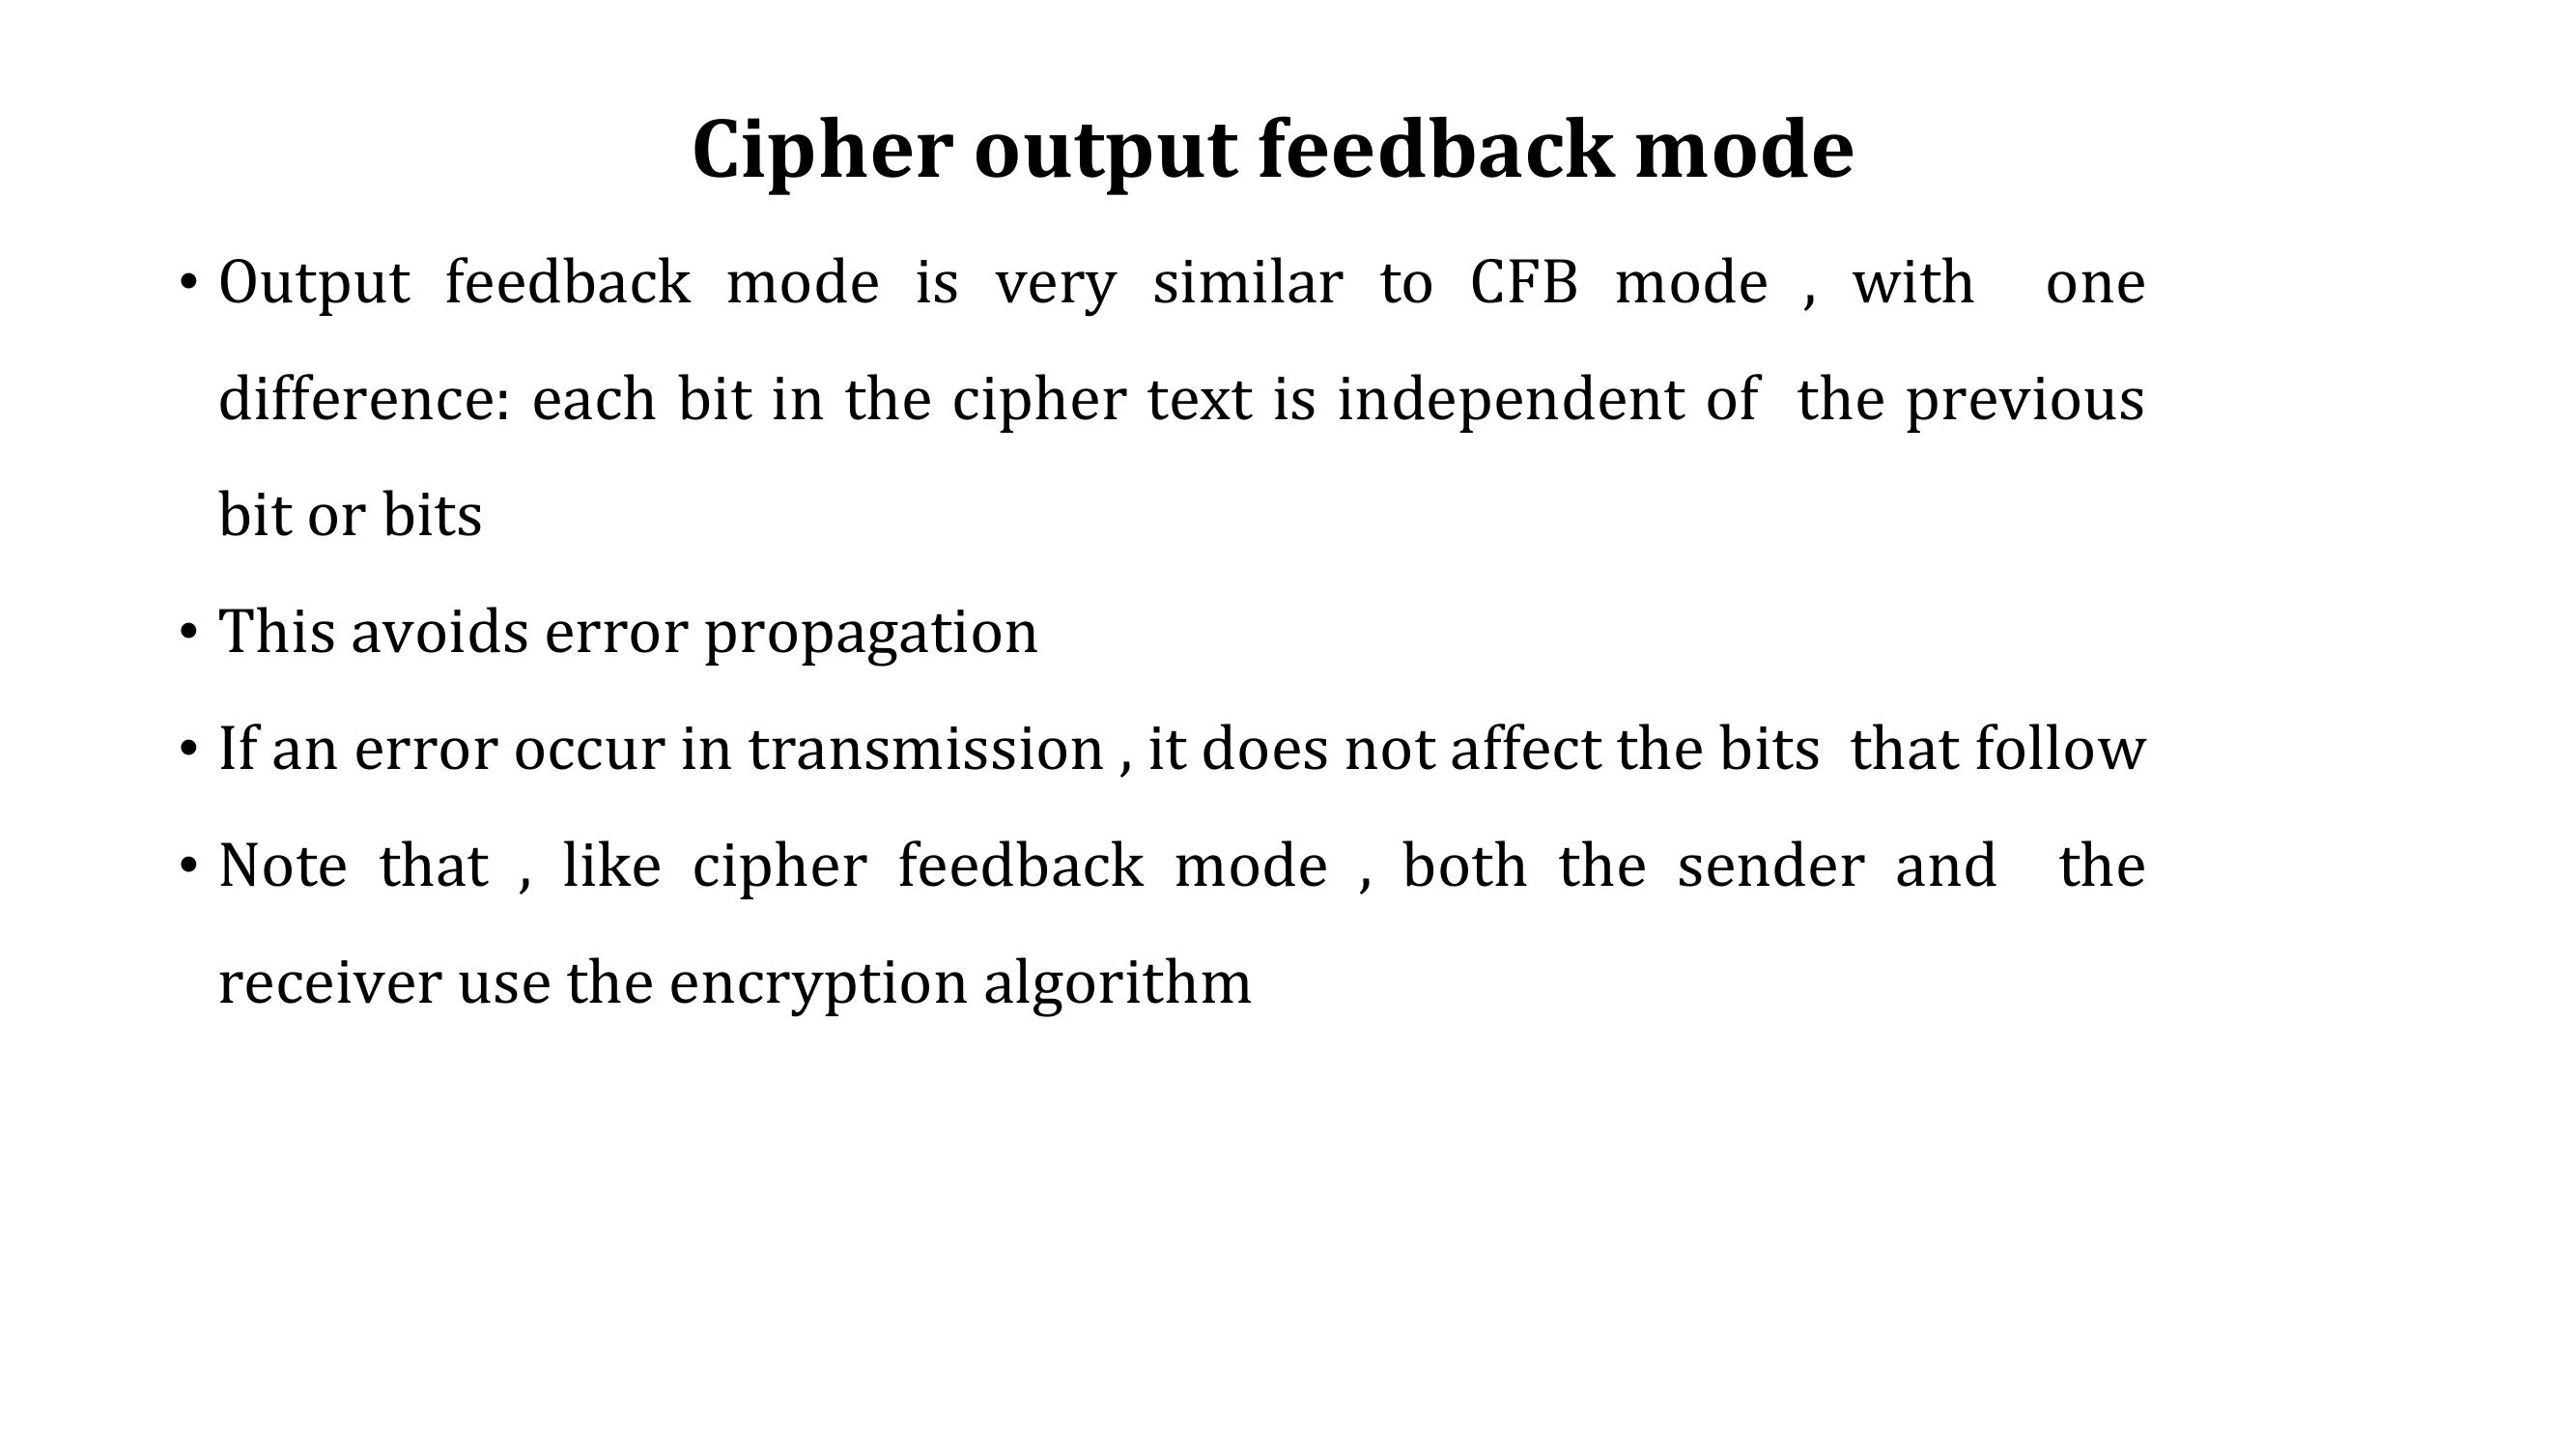 Cipher output feedback mode
• Output feedback mode is very similar to CFB mode , with one
difference: each bit in the cipher text is independent of the previous
bit or bits
• This avoids error propagation
• If an error occur in transmission , it does not affect the bits that follow
• Note that , like cipher feedback mode , both the sender and the
receiver use the encryption algorithm